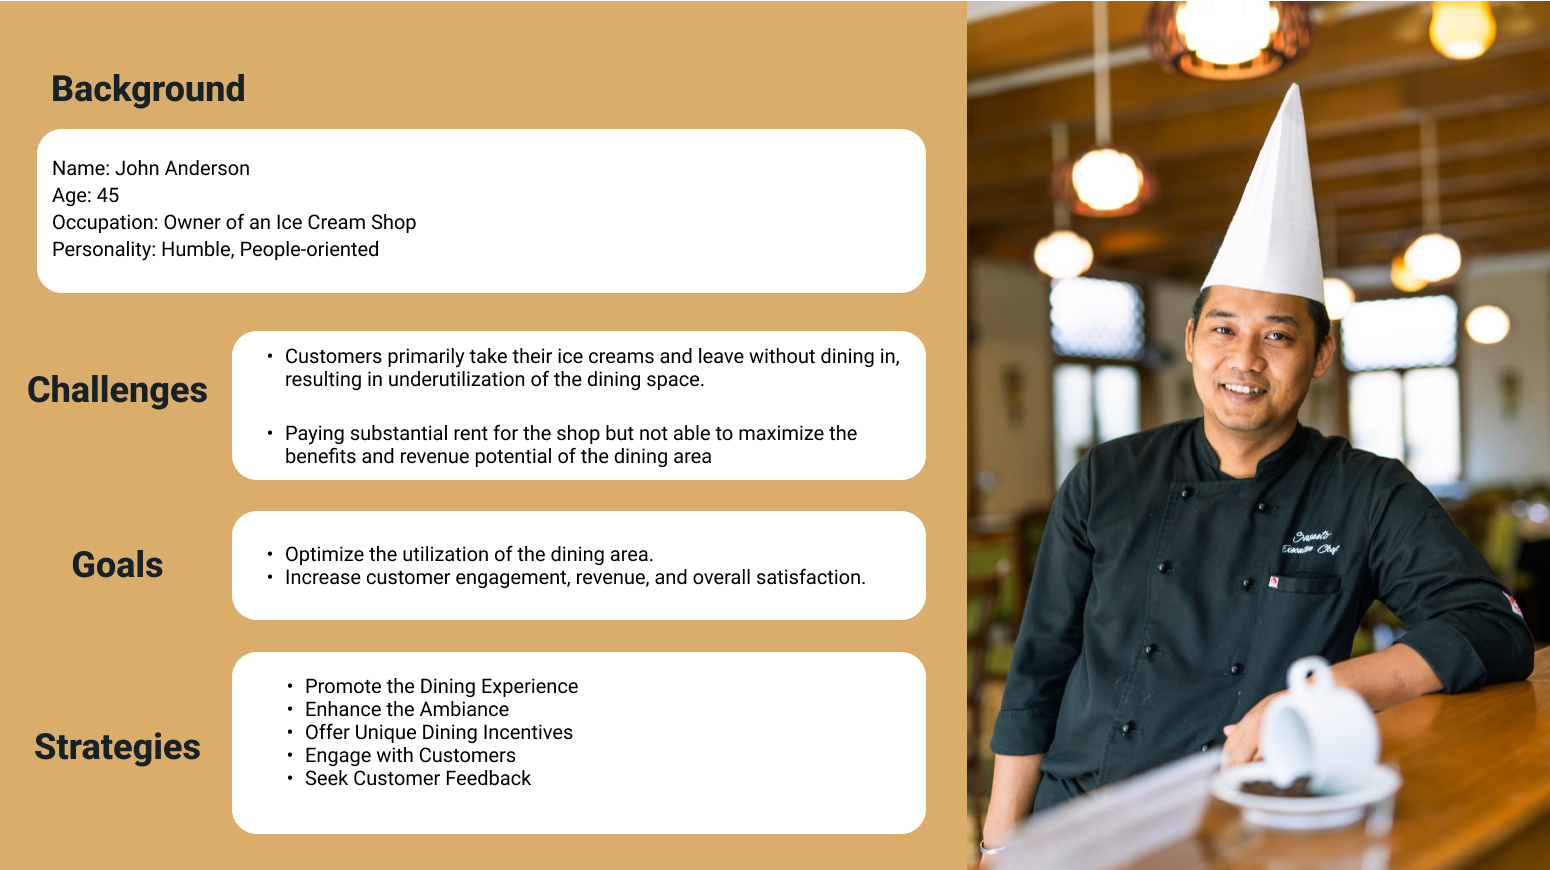 Background
Name: John Anderson
Age: 45
Occupation: Owner of an Ice Cream Shop
Personality: Humble, People-oriented
Challenges
• Customers primarily take their ice creams and leave without dining in,
resulting in underutilization of the dining space.
• Paying substantial rent for the shop but not able to maximize the
benefits and revenue potential of the dining area
Goals
• Optimize the utilization of the dining area.
• Increase customer engagement, revenue, and overall satisfaction.
Strategies
• Promote the Dining Experience
• Enhance the Ambiance
• Offer Unique Dining Incentives
• Engage with Customers
• Seek Customer Feedback
Executive Chef